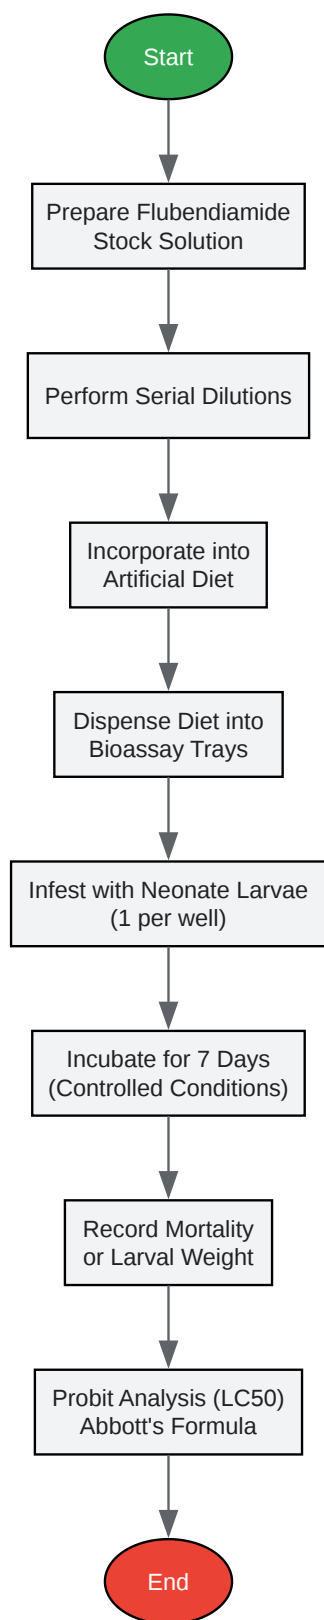 Start
Prepare Flubendiamide
Stock Solution
Perform Serial Dilutions
Incorporate into
Artificial Diet
Dispense Diet into
Bioassay Trays
Infest with Neonate Larvae
(1 per well)
Incubate for 7 Days
(Controlled Conditions)
Record Mortality
or Larval Weight
Probit Analysis (LC50)
Abbott's Formula
End